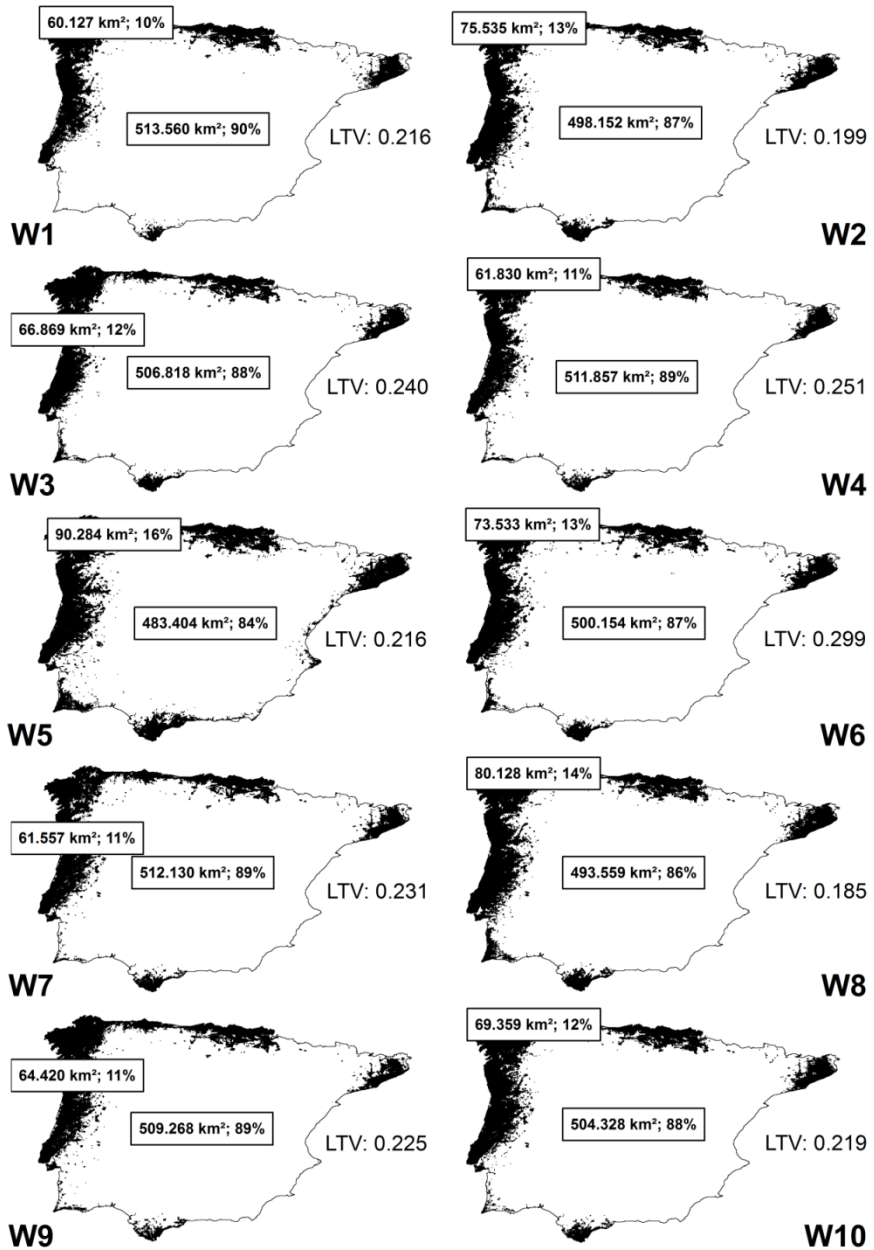 60.127 km²; 10%
513.560 km²; 90%
LTV: 0.216
W1
75.535 km²; 13%
498.152 km²; 87%
LTV: 0.199
W2
66.869 km²; 12%
506.818 km²; 88%
LTV: 0.240
W3
61.830 km²; 11%
511.857 km²; 89%
LTV: 0.251
W4
90.284 km²; 16%
483.404 km²; 84%
LTV: 0.216
W5
73.533 km²; 13%
500.154 km²; 87%
LTV: 0.299
W6
61.557 km²; 11%
512.130 km²; 89%
LTV: 0.231
W7
80.128 km²; 14%
493.559 km²; 86%
LTV: 0.185
W8
64.420 km²; 11%
509.268 km²; 89%
LTV: 0.225
W9
69.359 km²; 12%
504.328 km²; 88%
LTV: 0.219
W10